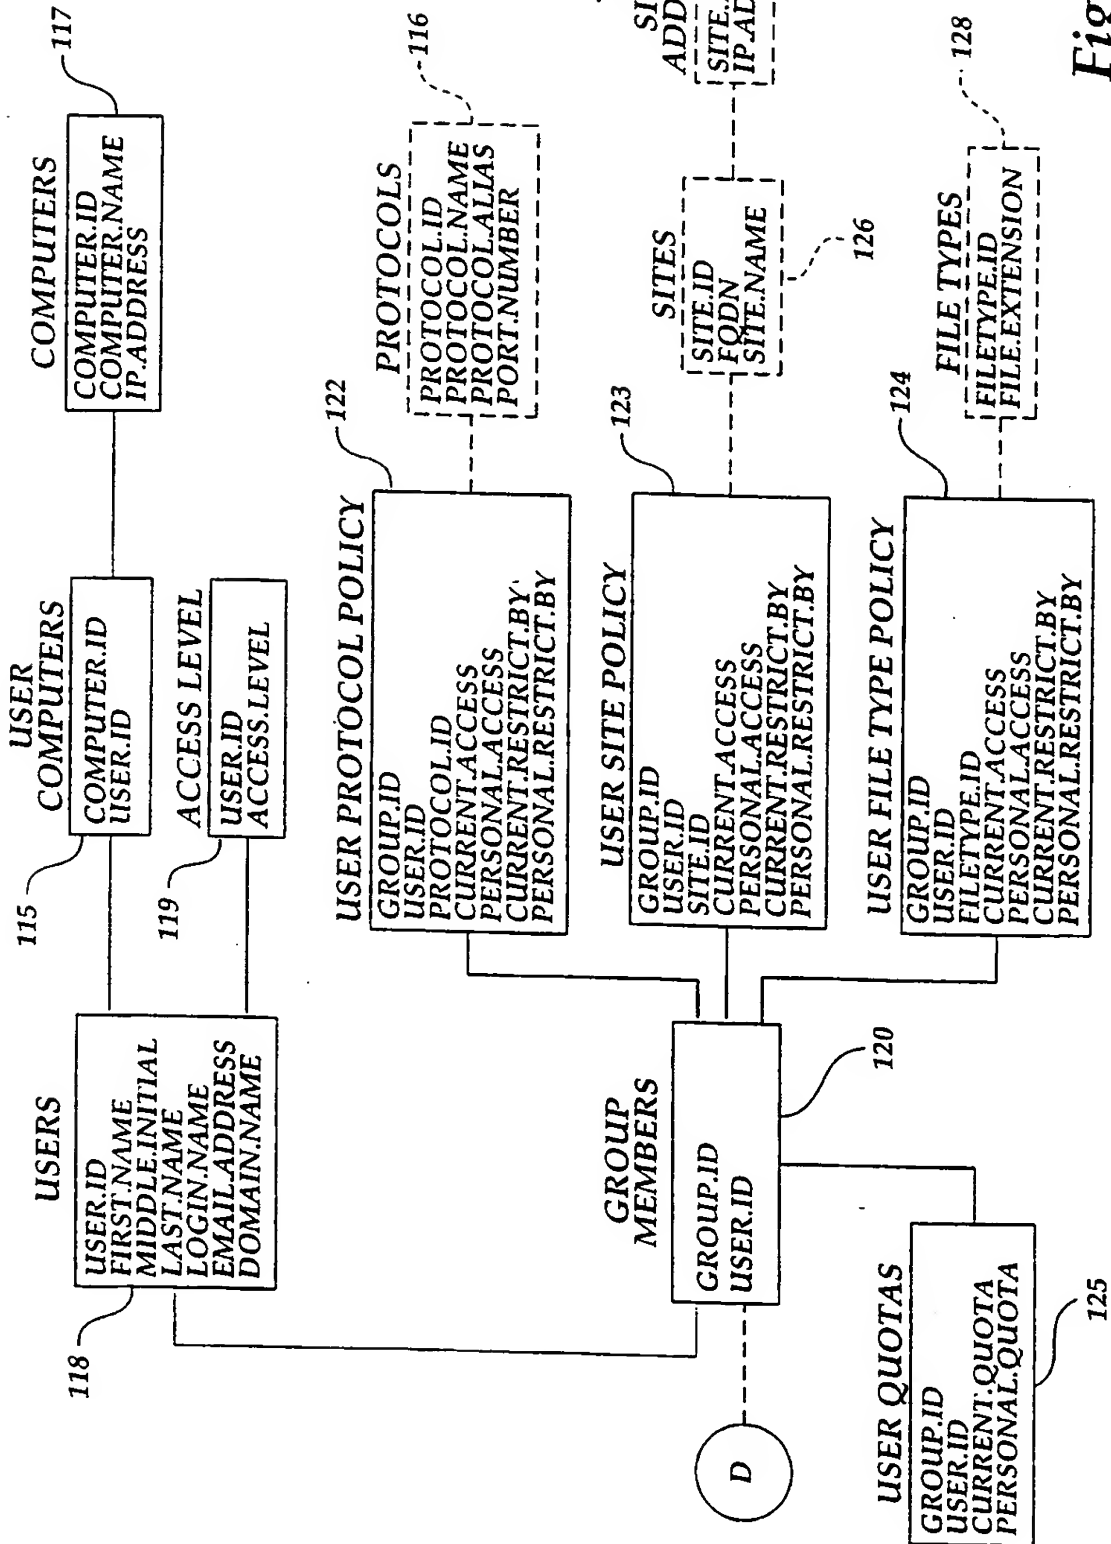 USERS
USER.ID
FIRST.NAME
MIDDLE.INITIAL
LAST.NAME
LOGIN.NAME
EMAIL.ADDRESS
DOMAIN.NAME
118
USER
COMPUTERS
COMPUTER.ID
USER.ID
115
ACCESS LEVEL
USER.ID
ACCESS.LEVEL
119
COMPUTERS
COMPUTER.ID
COMPUTER.NAME
IP.ADDRESS
117
USER PROTOCOL POLICY
GROUP.ID
USER.ID
PROTOCOL.ID
CURRENT.ACCESS
PERSONAL.ACCESS
CURRENT.RESTRICT.BY
PERSONAL.RESTRICT.BY
122
PROTOCOLS
PROTOCOL.ID
PROTOCOL.NAME
PROTOCOL.ALIAS
PORT.NUMBER
116
GROUP
MEMBERS
GROUP.ID
USER.ID
120
D
USER SITE POLICY
GROUP.ID
USER.ID
SITE.ID
CURRENT.ACCESS
PERSONAL.ACCESS
CURRENT.RESTRICT.BY
PERSONAL.RESTRICT.BY
123
SITES
SITE.ID
FQDN
SITE.NAME
126
SI
ADD
SITE.
IP.AD
USER FILE TYPE POLICY
GROUP.ID
USER.ID
FILETYPE.ID
CURRENT.ACCESS
PERSONAL.ACCESS
CURRENT.RESTRICT.BY
PERSONAL.RESTRICT.BY
124
FILE TYPES
FILETYPE.ID
FILE.EXTENSION
128
USER QUOTAS
GROUP.ID
USER.ID
CURRENT.QUOTA
PERSONAL.QUOTA
125
Fig